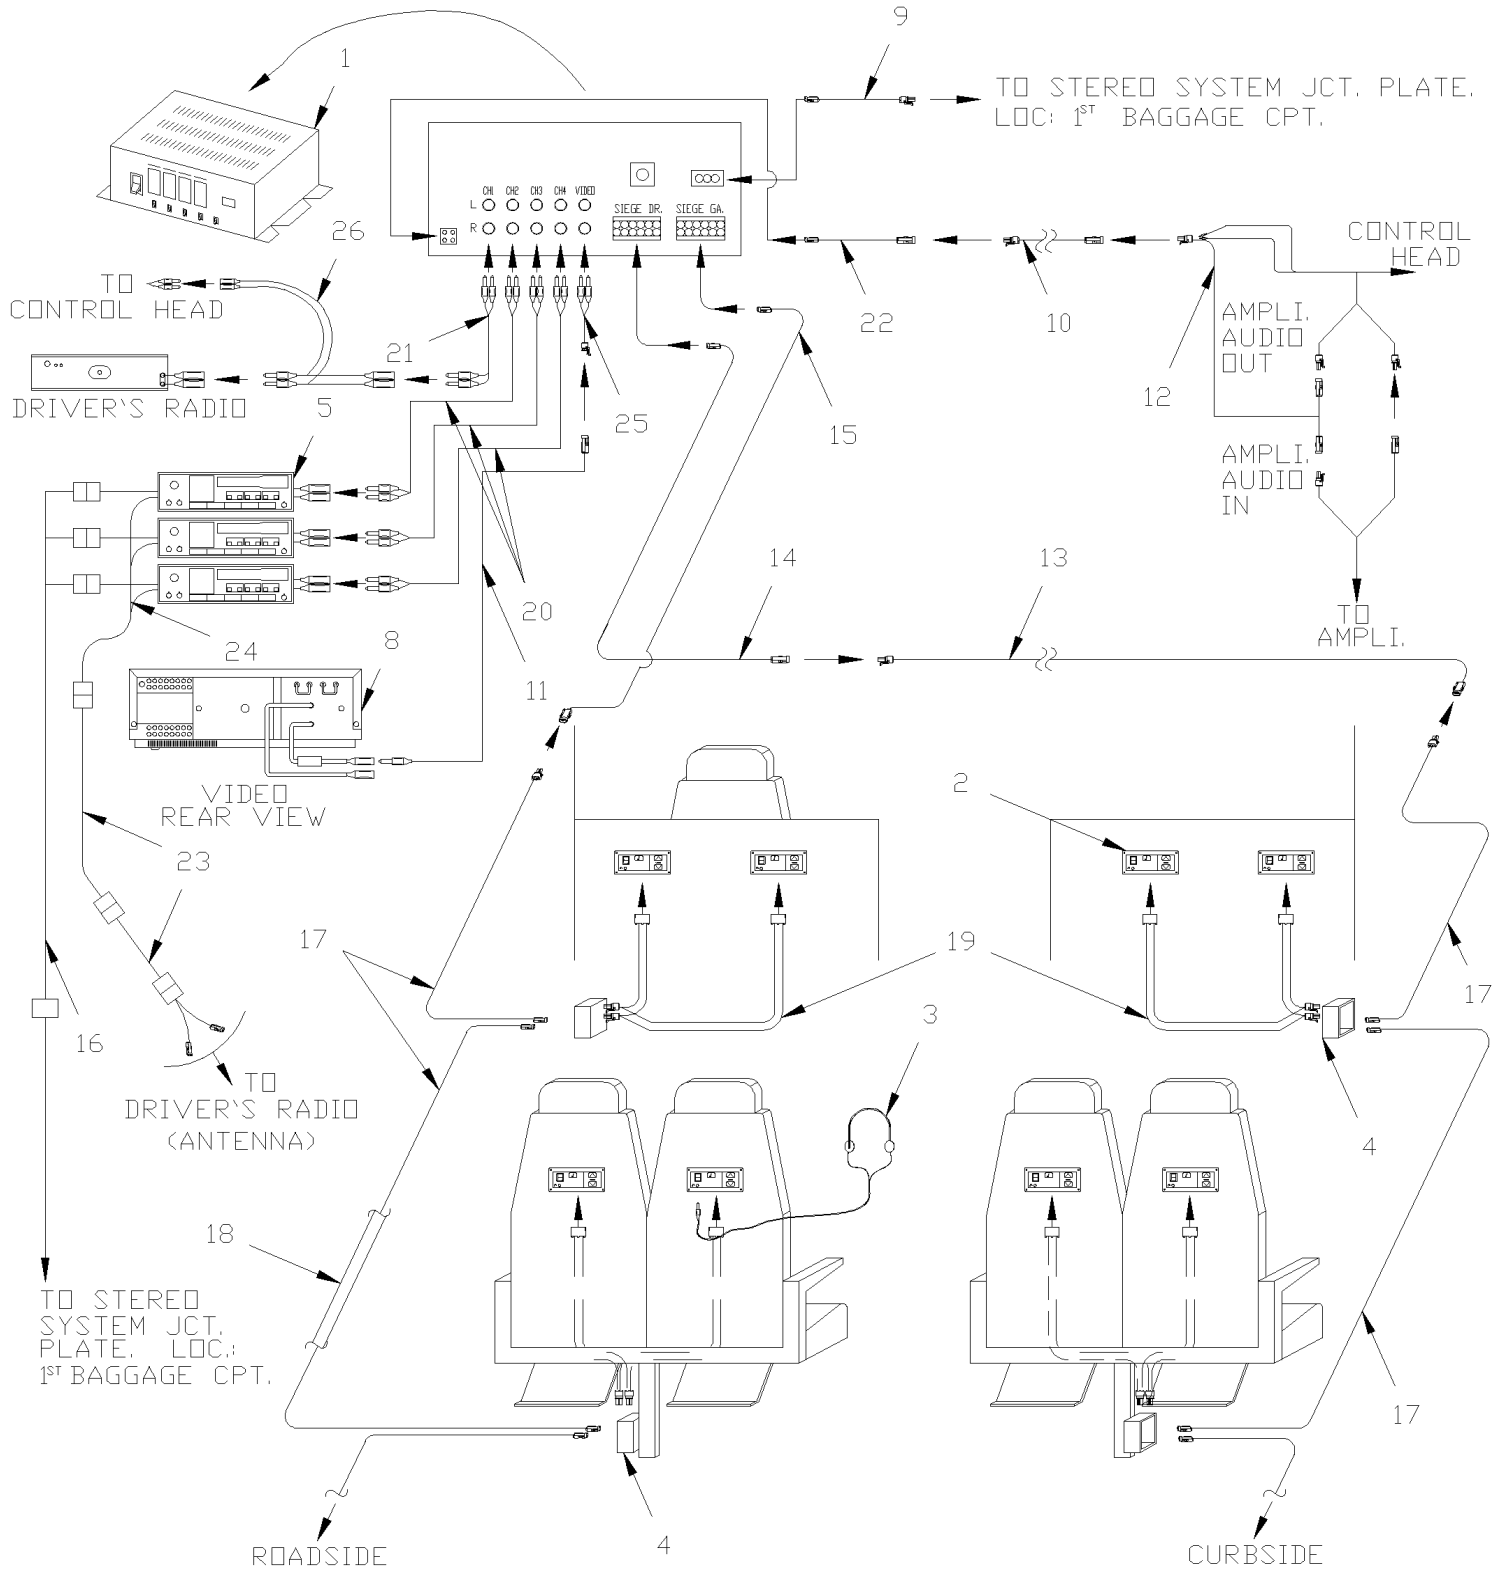 9
1
TO STEREO SYSTEM JCT. PLATE.
LOC: 1ST BAGGAGE CPT.
CH1 CH2 CH3 CH4 VIDEO
L
R
SIEGE DR. SIEGE GA.
26
TO
CONTROL HEAD
CONTROL
HEAD
22
10
12
AMPLI.
AUDIO
OUT
21
25
15
DRIVER'S RADIO
5
AMPLI.
AUDIO
IN
14
13
20
TO
AMPLI.
24
8
11
VIDEO
REAR VIEW
2
23
17
19
17
3
16
TO
DRIVER'S RADIO
(ANTENNA)
4
18
TO STEREO
SYSTEM JCT.
PLATE. LOC.:
1ST BAGGAGE CPT.
17
4
ROADSIDE
CURBSIDE